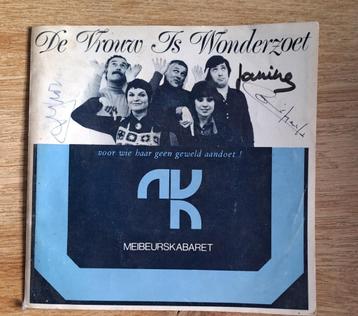 De Vrouw Is Wonderzoet
Janine
voor wie haar geen geweld aandoet !
MEIBEURSKABARET